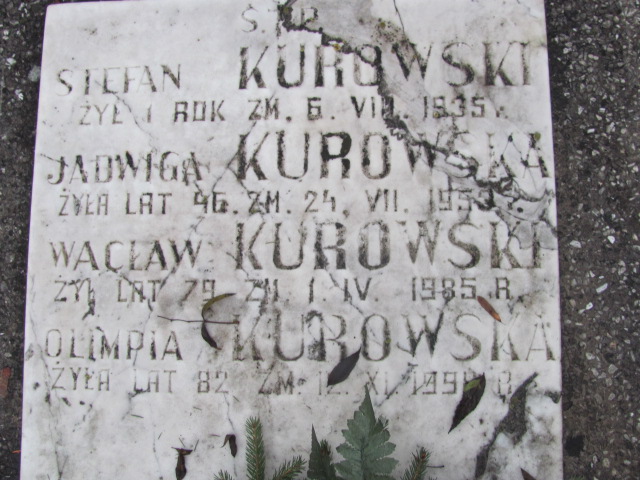 Ś. P.
STEFAN KUROWSKI
ŻYŁ 1 ROK ZM. 6. VIII. 1935 R.
JADWIGA KUROWSKA
ŻYŁA LAT 46. ZM. 24. VII.
WACŁAW KUROWSKI
ŻYŁ LAT 79 ZM. 1. IV. 1985 R.
OLIMPIA KUROWSKA
ŻYŁA LAT 82 ZM. 12. XI.